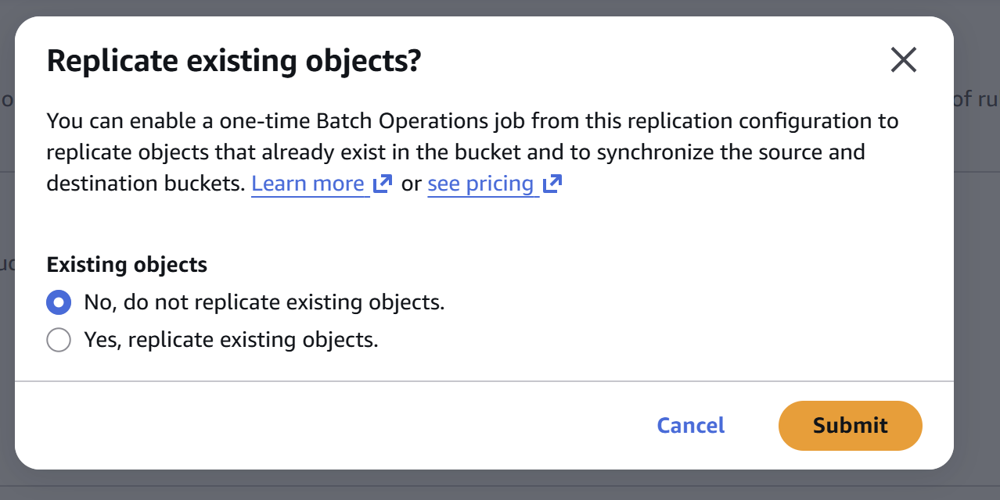 Replicate existing objects?
You can enable a one-time Batch Operations job from this replication configuration to
replicate objects that already exist in the bucket and to synchronize the source and
destination buckets. Learn more or see pricing
Existing objects
No, do not replicate existing objects.
Yes, replicate existing objects.
Cancel
Submit